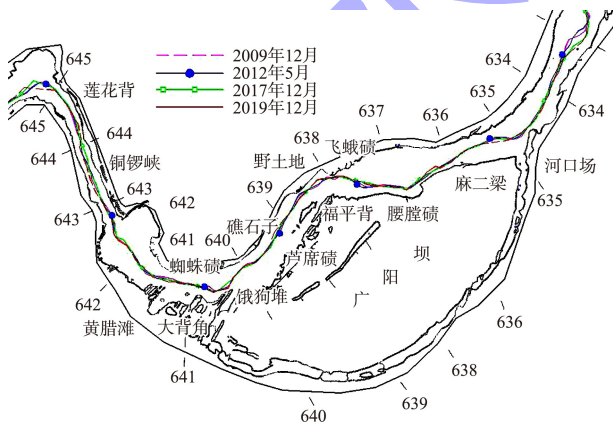 645
莲花背
645
644
644
铜锣峡
643
643
642
641
642
黄腊滩
大背角
641
蜘蛛碛
640
礁石子
639
野土地
638
飞蛾碛
637
636
635
634
634
河口场
635
麻二梁
腰膛碛
福平背
芦席碛
饿狗堆
广
阳
坝
636
638
639
640
2009年12月
2012年5月
2017年12月
2019年12月